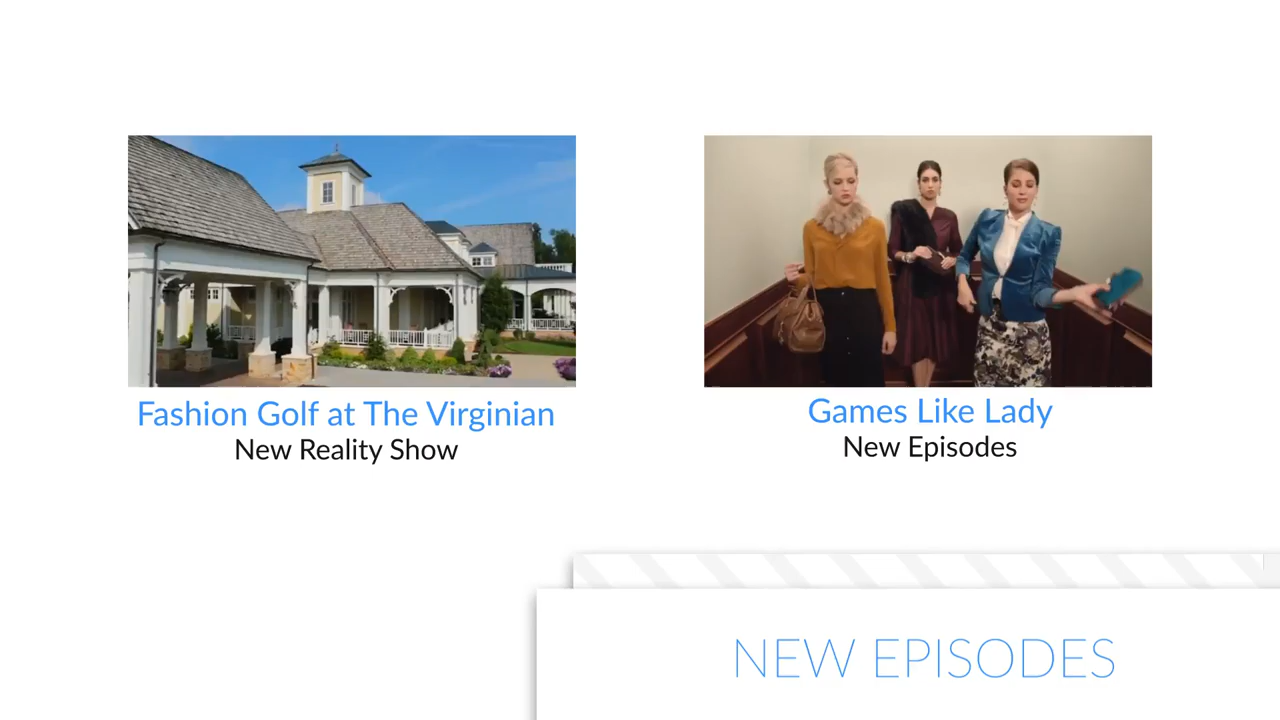 Fashion Golf at The Virginian
New Reality Show
Games Like Lady
New Episodes
NEW EPISODES